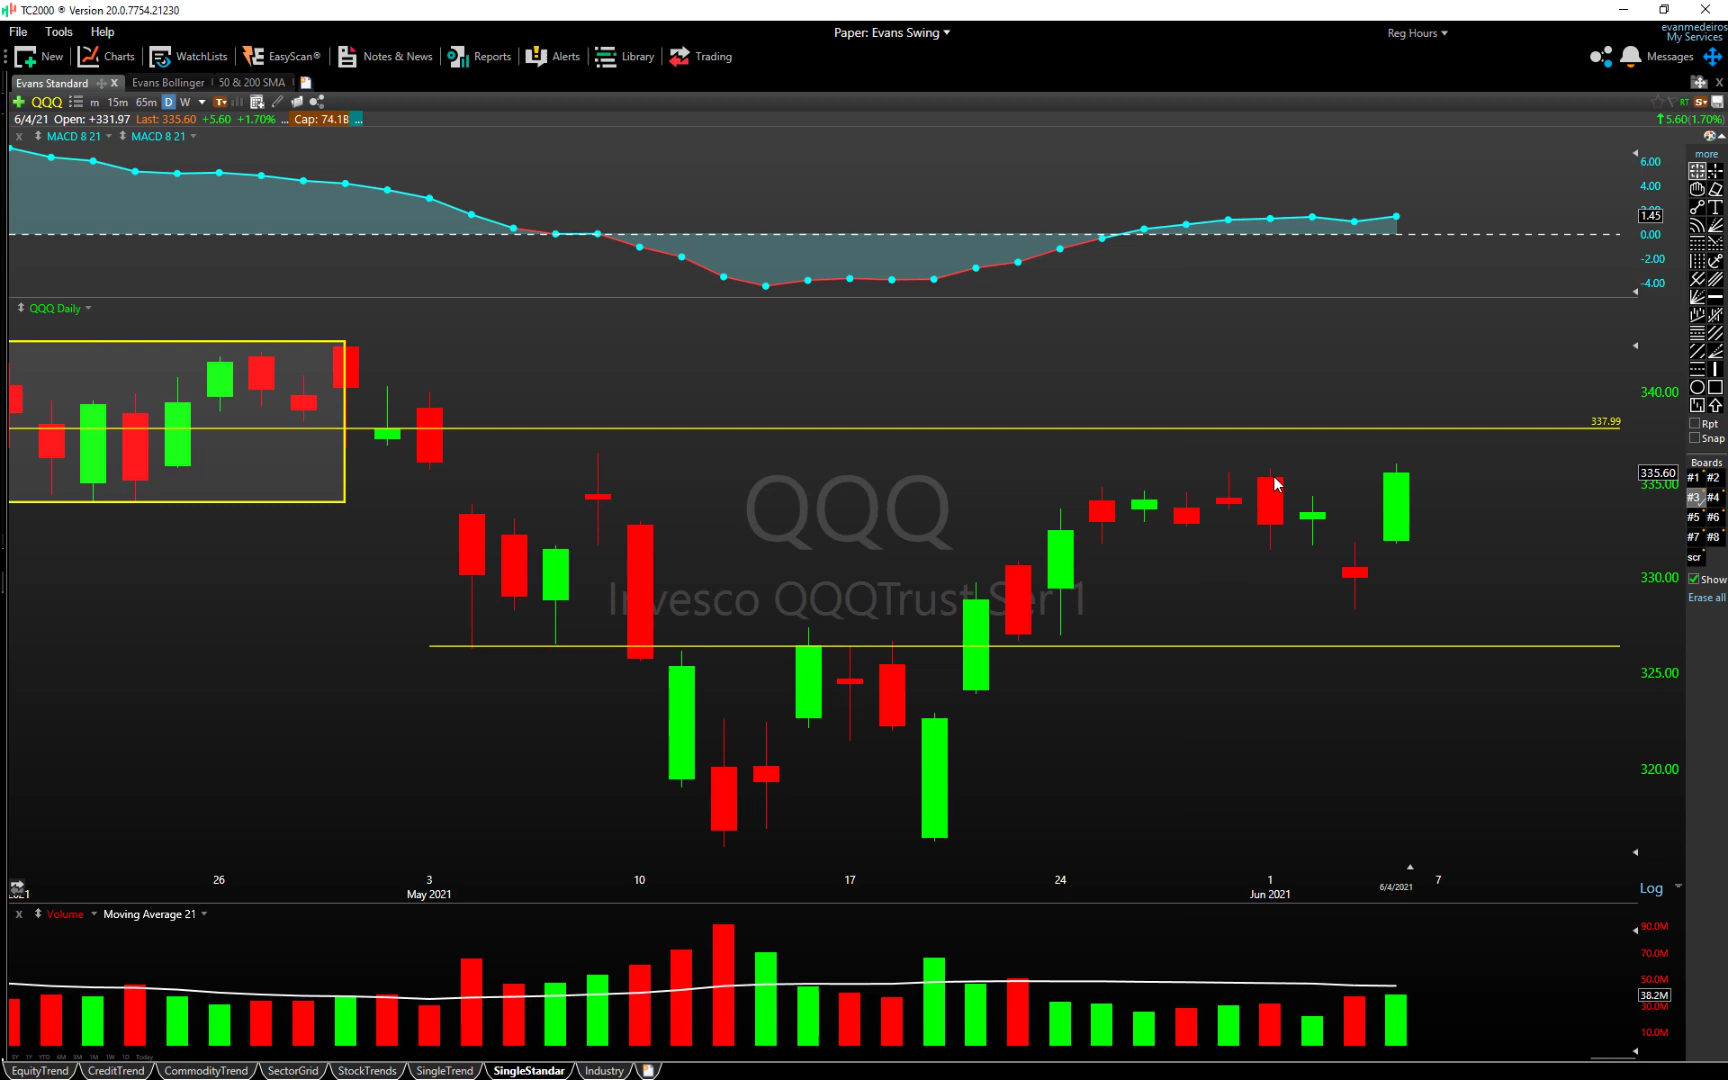 TC2000 ® Version 20.0.7754.21230
File Tools Help
Paper: Evans Swing
Reg Hours
evanmedeiros
My Services
New Charts WatchLists EasyScan® Notes & News Reports Alerts Library Trading
Messages
Evans Standard X Evans Bollinger 50 & 200 SMA
QQQ m 15m 65m D W
RT
6/4/21 Open: +331.97 Last: 335.60 +5.60 +1.70% ... Cap: 74.1B ...
5.60(1.70%)
X MACD 8 21 MACD 8 21
more
6.00
4.00
1.45
0.00
-2.00
-4.00
QQQ Daily
340.00
337.99
335.60
335.00
330.00
325.00
320.00
QQQ
Invesco QQQTrust Ser 1
Rpt
Snap
Boards
#1 #2
#3 #4
#5 #6
#7 #8
scr
Show
Erase all
26 3 10 17 24 1 6/4/2021 7
May 2021 Jun 2021
Log
X Volume Moving Average 21
90.0M
70.0M
50.0M
38.2M
30.0M
10.0M
EquityTrend CreditTrend CommodityTrend SectorGrid StockTrends SingleTrend SingleStandar Industry